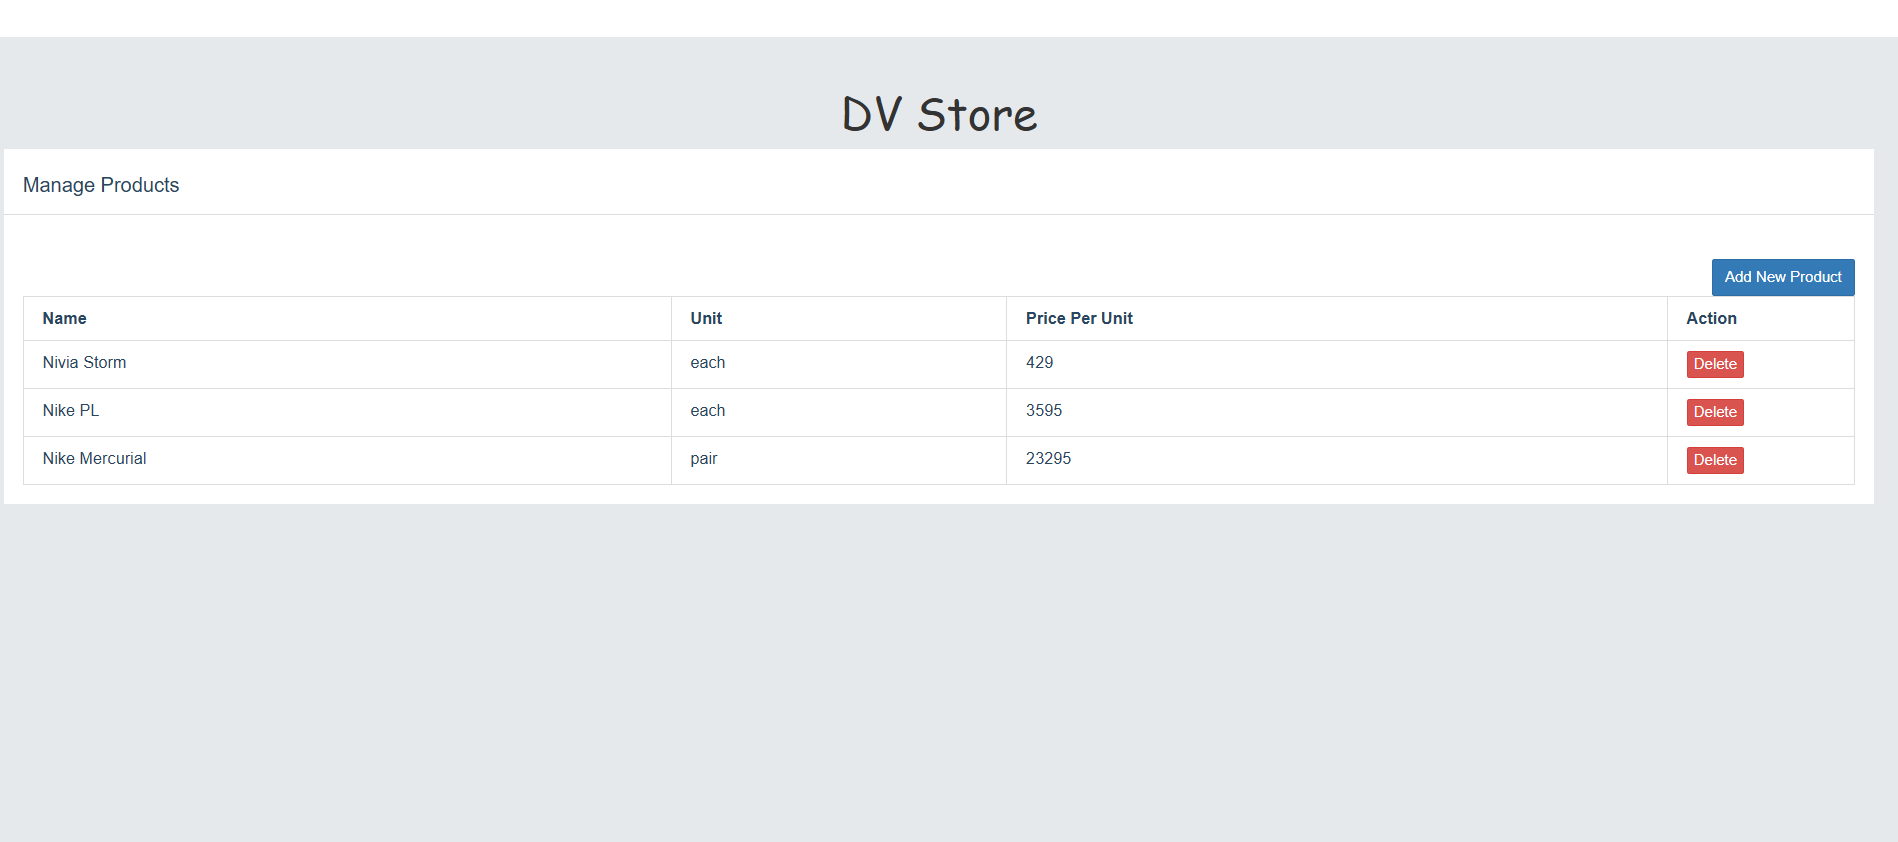 DV Store
Manage Products
Add New Product
Name Unit Price Per Unit Action
Nivia Storm each 429 Delete
Nike PL each 3595 Delete
Nike Mercurial pair 23295 Delete